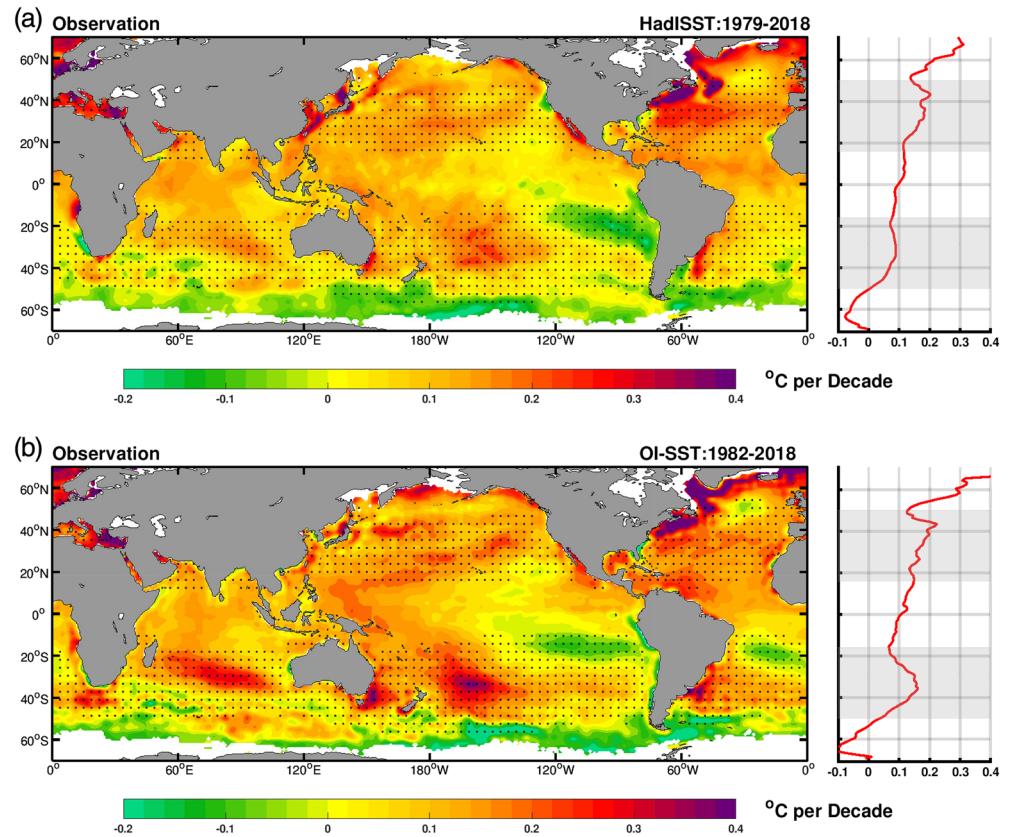 (a) Observation HadISST:1979-2018
60°N
40°N
20°N
0°
20°S
40°S
60°S
0° 60°E 120°E 180°W 120°W 60°W 0°
-0.1 0 0.1 0.2 0.3 0.4
-0.2 -0.1 0 0.1 0.2 0.3 0.4
°C per Decade
(b) Observation OI-SST:1982-2018
60°N
40°N
20°N
0°
20°S
40°S
60°S
0° 60°E 120°E 180°W 120°W 60°W 0°
-0.1 0 0.1 0.2 0.3 0.4
-0.2 -0.1 0 0.1 0.2 0.3 0.4
°C per Decade